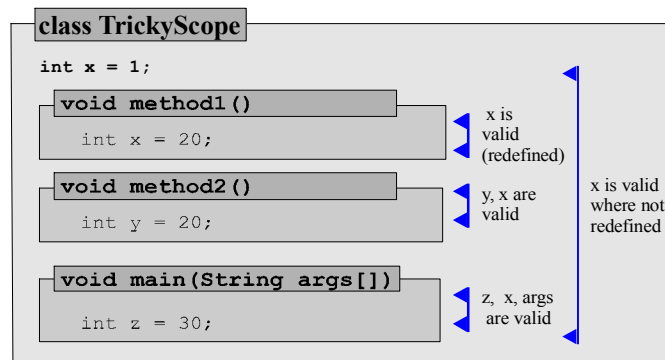 class TrickyScope
int x = 1;
void method1()
int x = 20;
x is
valid
(redefined)
void method2()
int y = 20;
y, x are
valid
x is valid
where not
redefined
void main(String args[])
int z = 30;
z, x, args
are valid